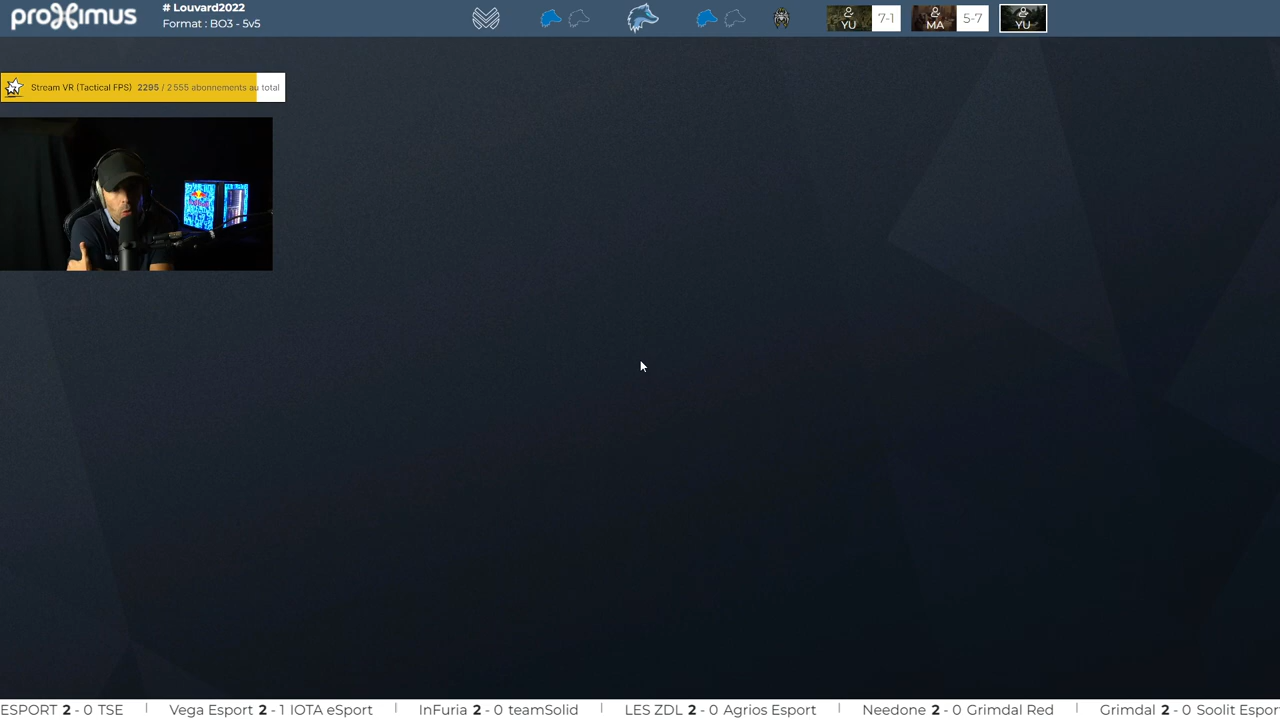 proximus
# Louvard2022
Format : BO3 - 5v5
YU 7-1 MA 5-7 YU
Stream VR (Tactical FPS) 2295 / 2555 abonnements au total
Red Bull
ESPORT 2 - 0 TSE | Vega Esport 2 - 1 IOTA eSport | InFuria 2 - 0 teamSolid | LES ZDL 2 - 0 Agrios Esport | Needone 2 - 0 Grimdal Red | Grimdal 2 - 0 Soolit Espor